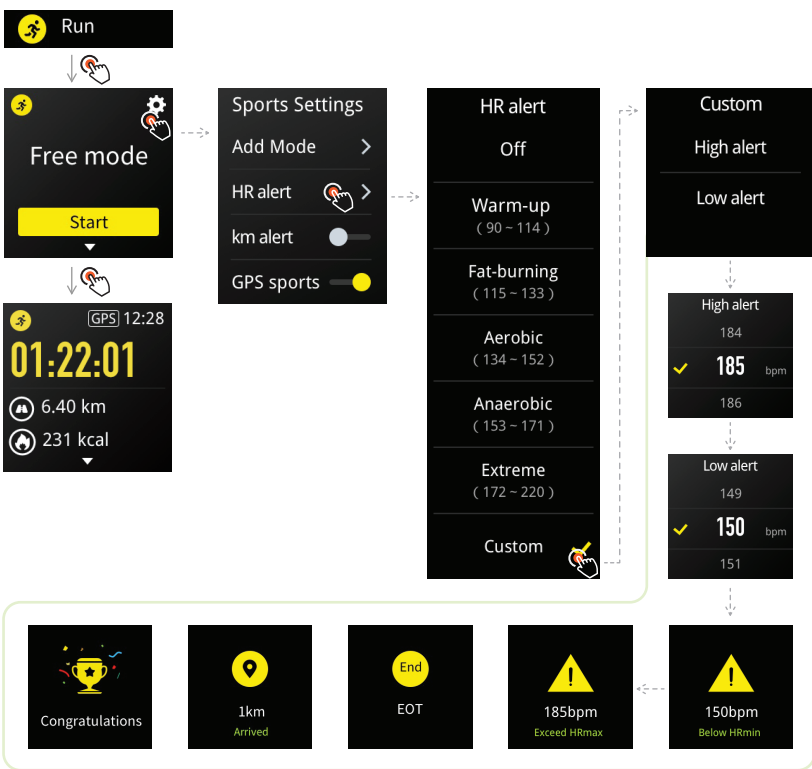 Run
Free mode
Start
GPS 12:28
01:22:01
6.40 km
231 kcal
Sports Settings
Add Mode
HR alert
km alert
GPS sports
HR alert
Off
Warm-up
( 90 ~ 114 )
Fat-burning
( 115 ~ 133 )
Aerobic
( 134 ~ 152 )
Anaerobic
( 153 ~ 171 )
Extreme
( 172 ~ 220 )
Custom
Custom
High alert
Low alert
High alert
184
185 bpm
186
Low alert
149
150 bpm
151
Congratulations
1km
Arrived
End
EOT
185bpm
Exceed HRmax
150bpm
Below HRmin